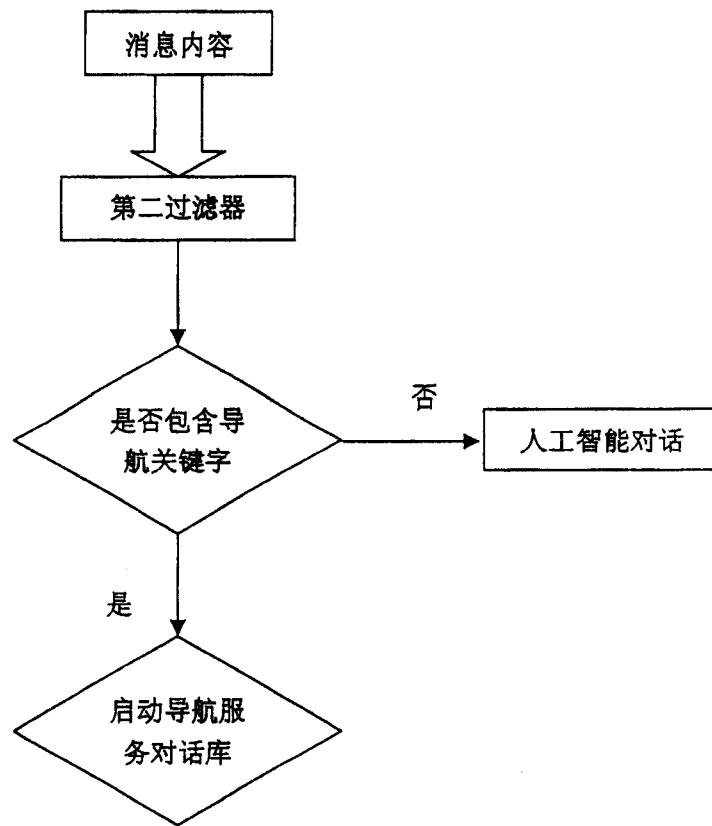 消息内容
第二过滤器
是否包含导
航关键字
否
人工智能对话
是
启动导航服
务对话库